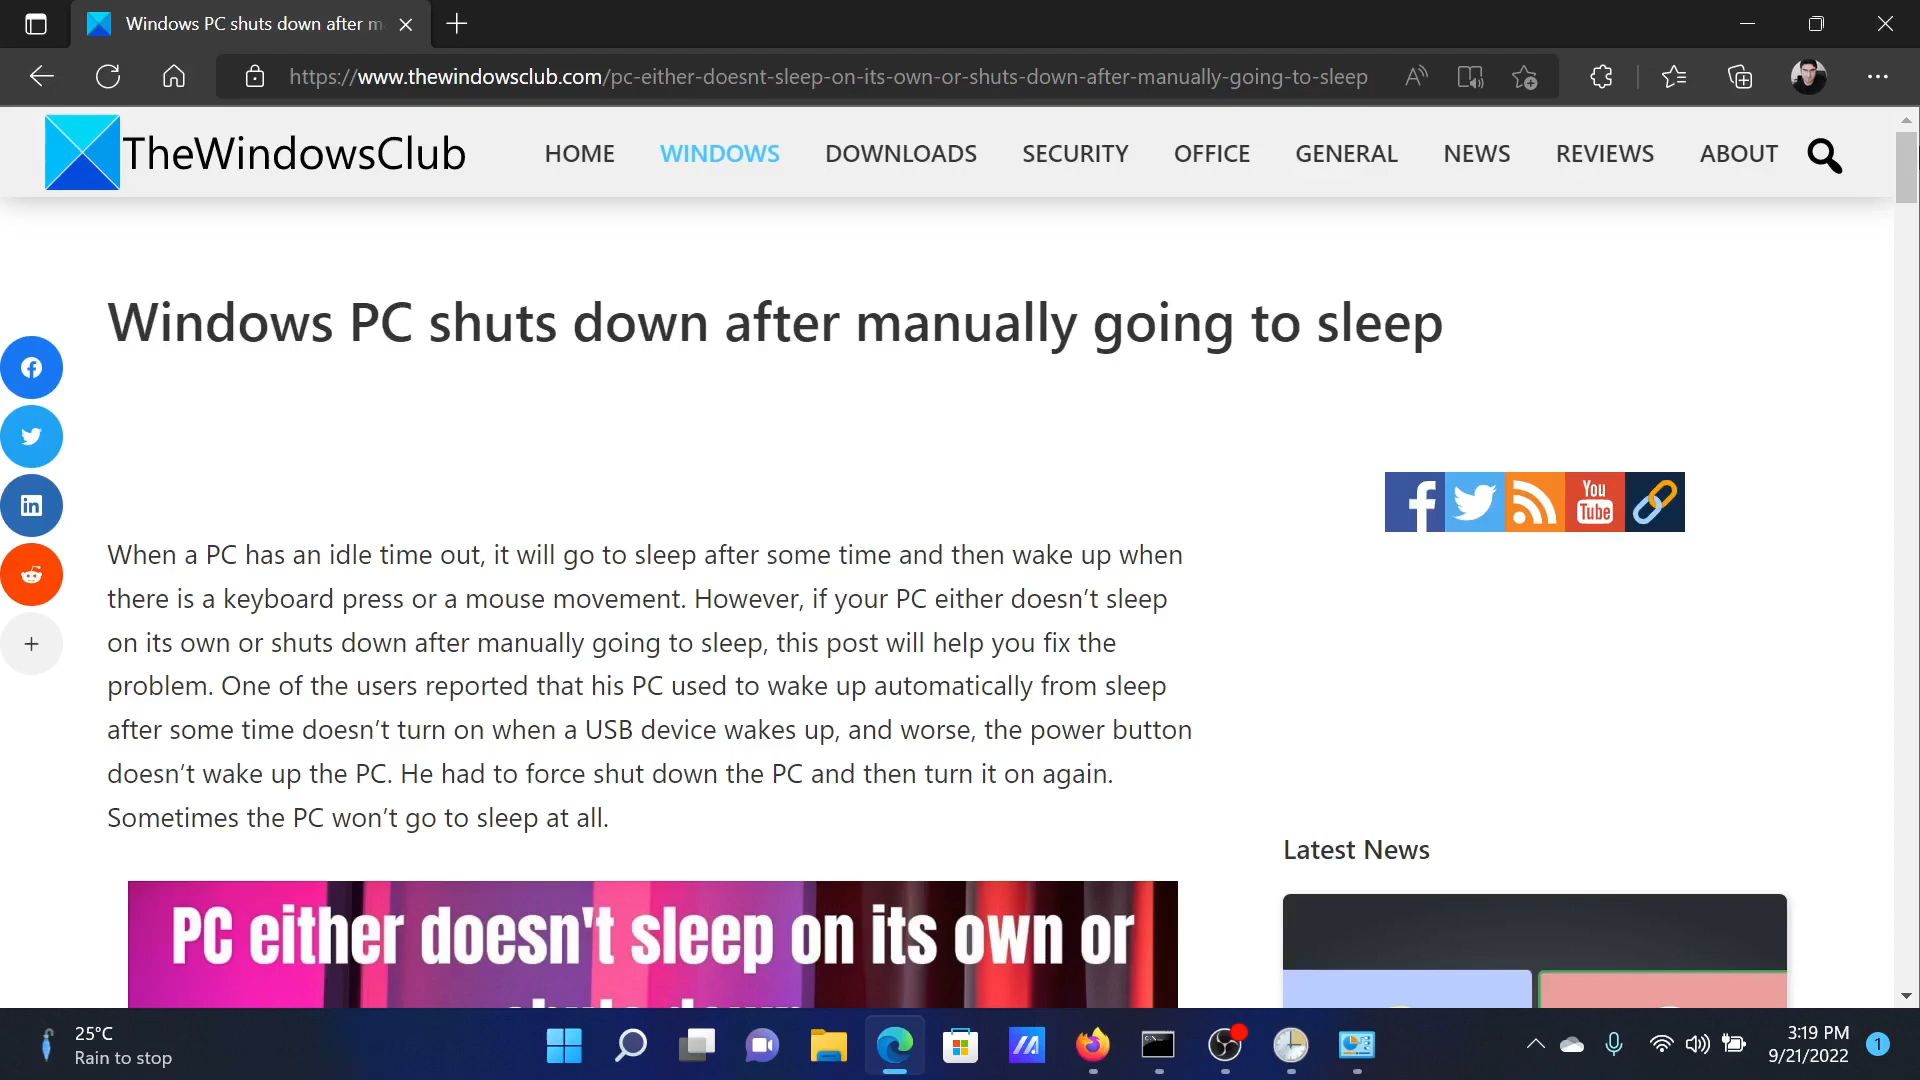 Windows PC shuts down after m
https://www.thewindowsclub.com/pc-either-doesnt-sleep-on-its-own-or-shuts-down-after-manually-going-to-sleep
TheWindowsClub
HOME WINDOWS DOWNLOADS SECURITY OFFICE GENERAL NEWS REVIEWS ABOUT
Windows PC shuts down after manually going to sleep
You
Tube
When a PC has an idle time out, it will go to sleep after some time and then wake up when
there is a keyboard press or a mouse movement. However, if your PC either doesn’t sleep
on its own or shuts down after manually going to sleep, this post will help you fix the
problem. One of the users reported that his PC used to wake up automatically from sleep
after some time doesn’t turn on when a USB device wakes up, and worse, the power button
doesn’t wake up the PC. He had to force shut down the PC and then turn it on again.
Sometimes the PC won’t go to sleep at all.
Latest News
PC either doesn't sleep on its own or
25°C
Rain to stop
3:19 PM
9/21/2022
1